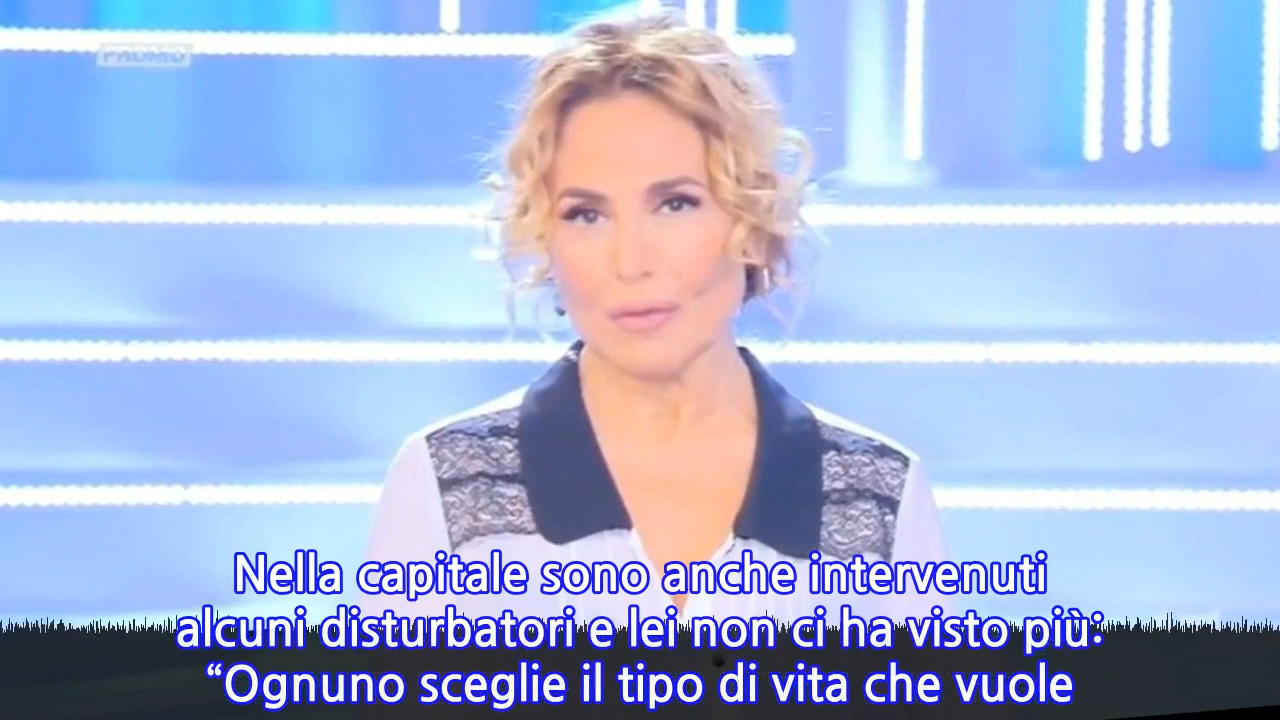 PROMO
Nella capitale sono anche intervenuti
alcuni disturbatori e lei non ci ha visto più:
“Ognuno sceglie il tipo di vita che vuole